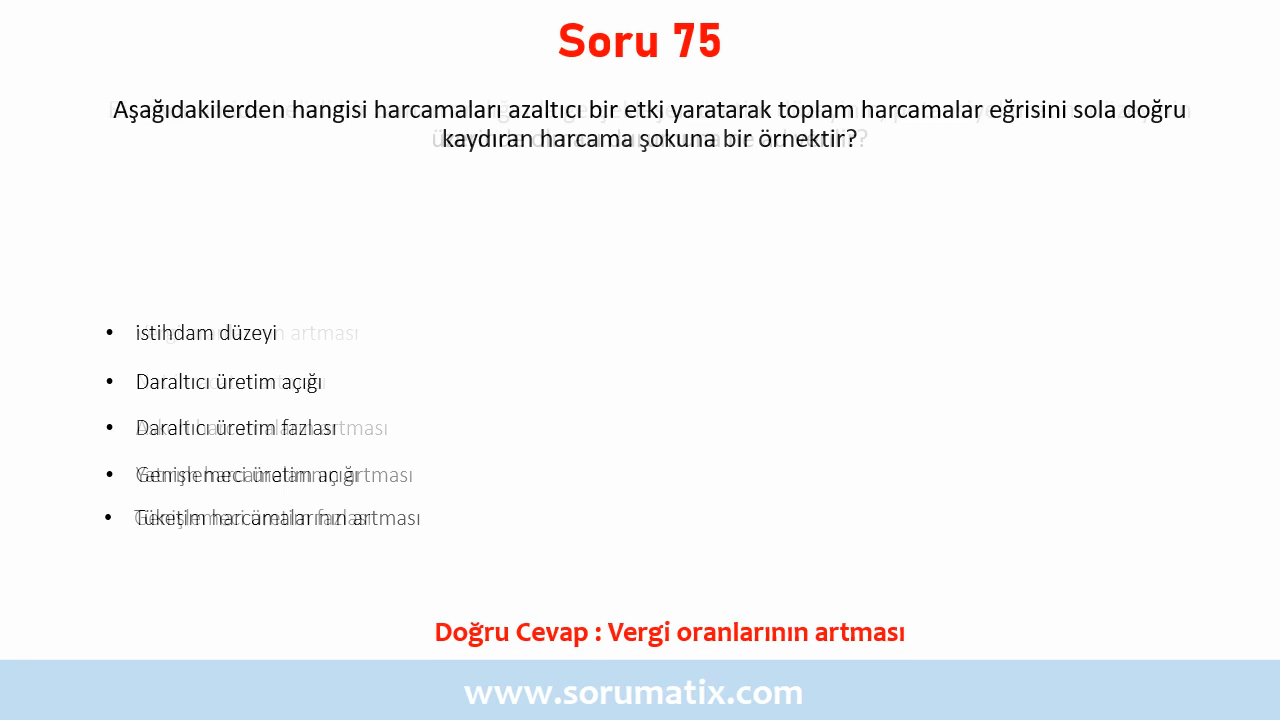 Soru 75
Aşağıdakilerden hangisi harcamaları azaltıcı bir etki yaratarak toplam harcamalar eğrisini sola doğru
kaydıran harcama şokuna bir örnektir?
• istihdam düzeyi
• Daraltıcı üretim açığı
• Daraltıcı üretim fazlası
• Genişlemeci üretim açığı
• Tüketim harcamalarının artması
Doğru Cevap : Vergi oranlarının artması
www.sorumatix.com